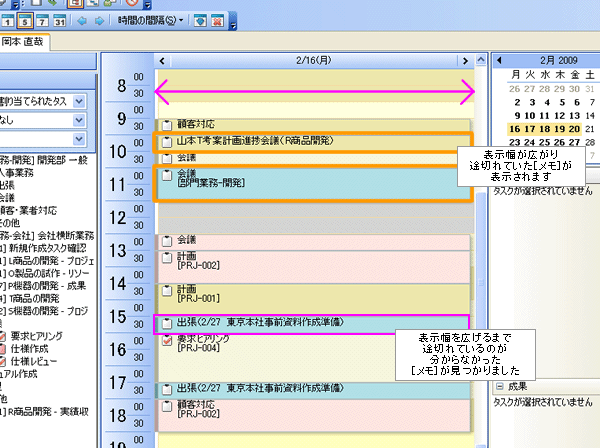 1 5 7 31 時間の間隔(S)
岡本 直哉
割り当てられたタス
なし
務-開発] 開発部 一般
人事業務
出張
会議
顧客・業者対応
その他
務-会社] 会社横断業務
1] 新規作成タスク確認
] L商品の開発 - プロジェ
1] O製品の試作 - リソー
7] P機器の開発 - 成果
4] T商品の開発
2] S機器の開発 - プロジ
要求ヒアリング
仕様作成
仕様レビュー
ュアル作成
他
1] R商品開発 - 実績収
2/16(月)
8 00
30
9 00
30
10 00
30
11 00
30
12 00
30
13 00
30
14 00
30
15 00
30
16 00
30
17 00
30
18 00
30
19 00
顧客対応
山本T考案計画進捗会議(R商品開発)
会議
会議
[部門業務-開発]
会議
計画
[PRJ-002]
計画
[PRJ-001]
出張(2/27 東京本社事前資料作成準備)
要求ヒアリング
[PRJ-004]
出張(2/27 東京本社事前資料作成準備)
顧客対応
[PRJ-002]
2月 2009
月 火 水 木 金 土 日
26 27 28 29 30 31
2 3 4 5 6 7
9 10 11 12 13 14
16 17 18 19 20 21
23 24 25 26 27 28
2 3 4 5 6 7
表示幅が広がり
途切れていた[メモ]が
表示されます
タスクが選択されていません
表示幅を広げるまで
途切れているのが
分からなかった
[メモ]が見つかりました
成果
タスクが選択されていません